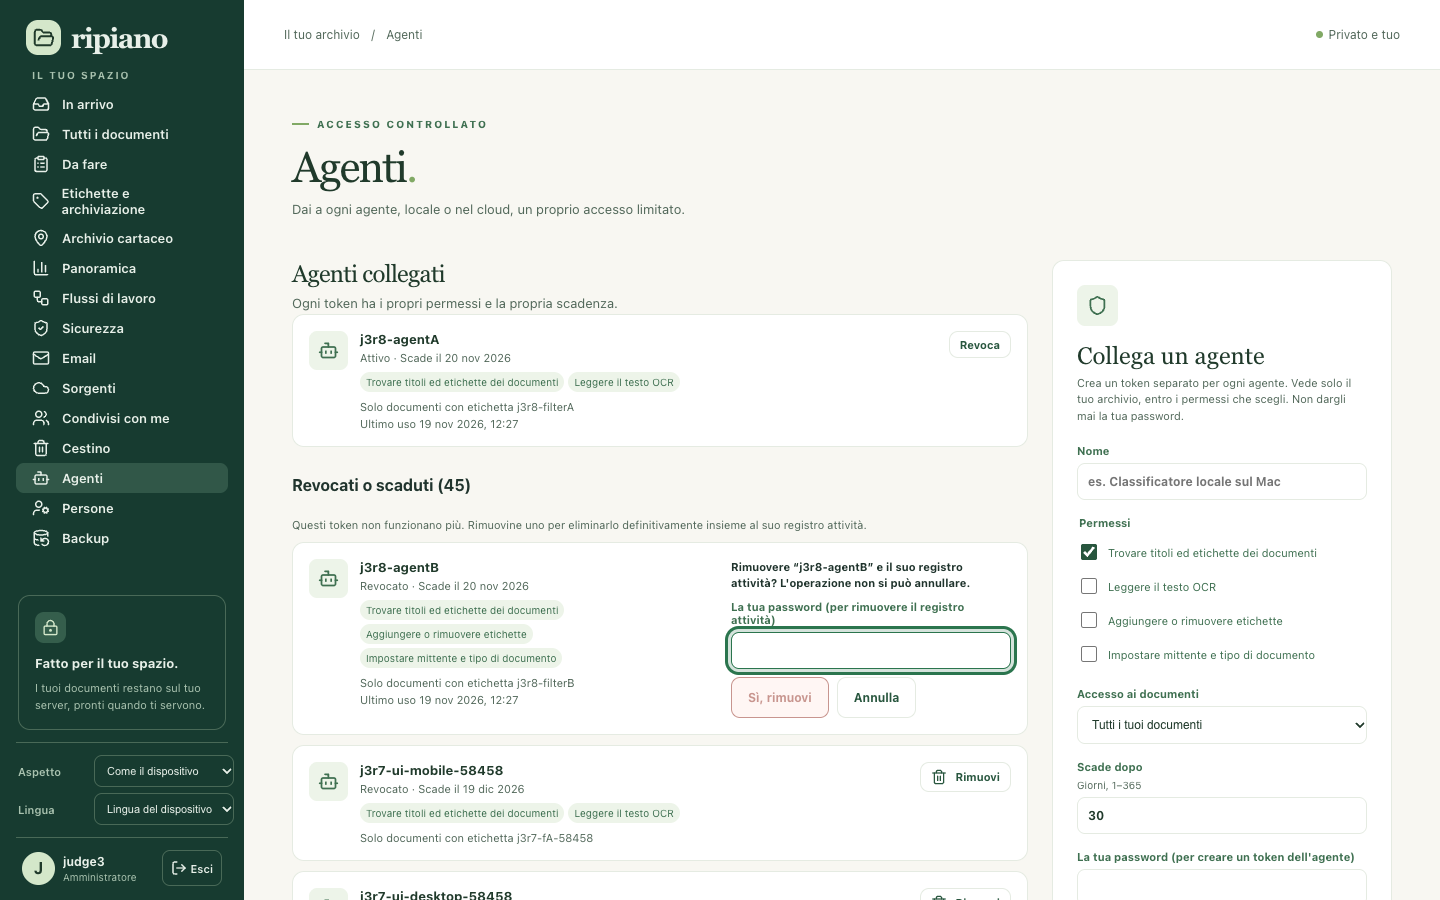 ripiano
IL TUO SPAZIO
In arrivo
Tutti i documenti
Da fare
Etichette e
archiviazione
Archivio cartaceo
Panoramica
Flussi di lavoro
Sicurezza
Email
Sorgenti
Condivisi con me
Cestino
Agenti
Persone
Backup
Fatto per il tuo spazio.
I tuoi documenti restano sul tuo
server, pronti quando ti servono.
Aspetto
Come il dispositivo
Lingua
Lingua del dispositivo
J
judge3
Amministratore
Esci
Il tuo archivio / Agenti
Privato e tuo
ACCESSO CONTROLLATO
Agenti.
Dai a ogni agente, locale o nel cloud, un proprio accesso limitato.
Agenti collegati
Ogni token ha i propri permessi e la propria scadenza.
j3r8-agentA
Attivo · Scade il 20 nov 2026
Trovare titoli ed etichette dei documenti
Leggere il testo OCR
Solo documenti con etichetta j3r8-filterA
Ultimo uso 19 nov 2026, 12:27
Revoca
Revocati o scaduti (45)
Questi token non funzionano più. Rimuovine uno per eliminarlo definitivamente insieme al suo registro attività.
j3r8-agentB
Revocato · Scade il 20 nov 2026
Trovare titoli ed etichette dei documenti
Aggiungere o rimuovere etichette
Impostare mittente e tipo di documento
Solo documenti con etichetta j3r8-filterB
Ultimo uso 19 nov 2026, 12:27
Rimuovere “j3r8-agentB” e il suo registro
attività? L'operazione non si può annullare.
La tua password (per rimuovere il registro
attività)
Sì, rimuovi
Annulla
j3r7-ui-mobile-58458
Revocato · Scade il 19 dic 2026
Trovare titoli ed etichette dei documenti
Leggere il testo OCR
Solo documenti con etichetta j3r7-fA-58458
Rimuovi
j3r7-ui-desktop-58458
Rimuovi
Collega un agente
Crea un token separato per ogni agente. Vede solo il
tuo archivio, entro i permessi che scegli. Non dargli
mai la tua password.
Nome
es. Classificatore locale sul Mac
Permessi
Trovare titoli ed etichette dei documenti
Leggere il testo OCR
Aggiungere o rimuovere etichette
Impostare mittente e tipo di documento
Accesso ai documenti
Tutti i tuoi documenti
Scade dopo
Giorni, 1–365
30
La tua password (per creare un token dell'agente)